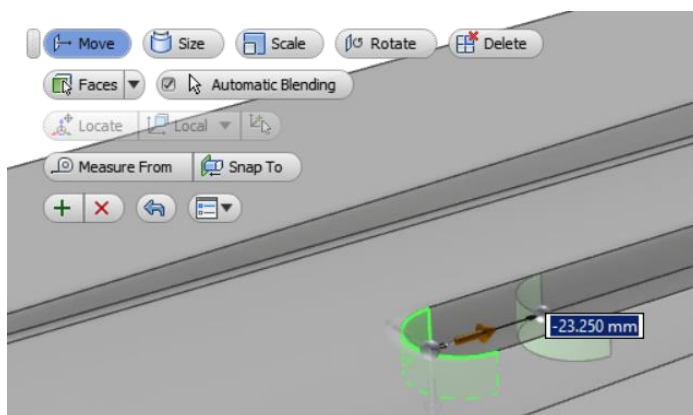 Move Size Scale Rotate Delete
Faces Automatic Blending
Locate Local
Measure From Snap To
-23.250 mm